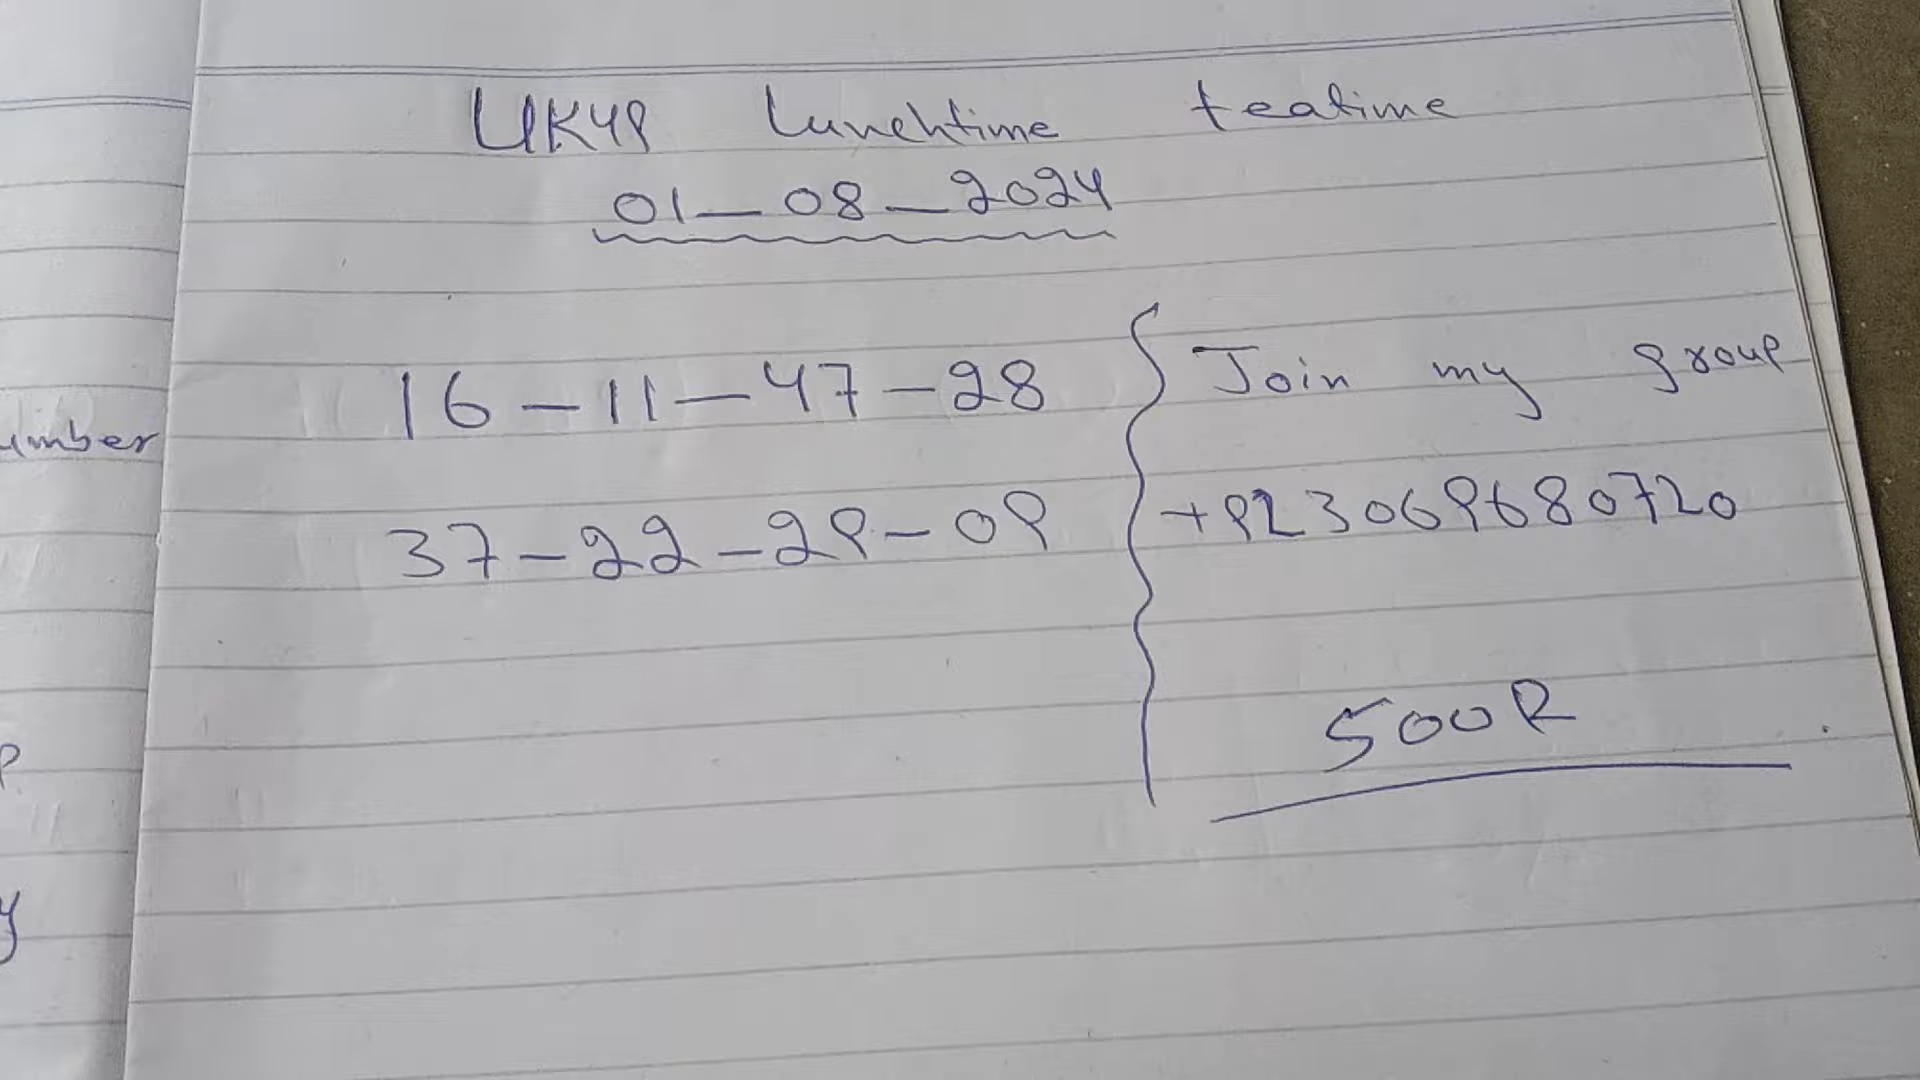 UK49 Lunchtime teatime
01-08-2024
16-11-47-28
37-22-29-09
Join my group
+923069680720
500R
umber